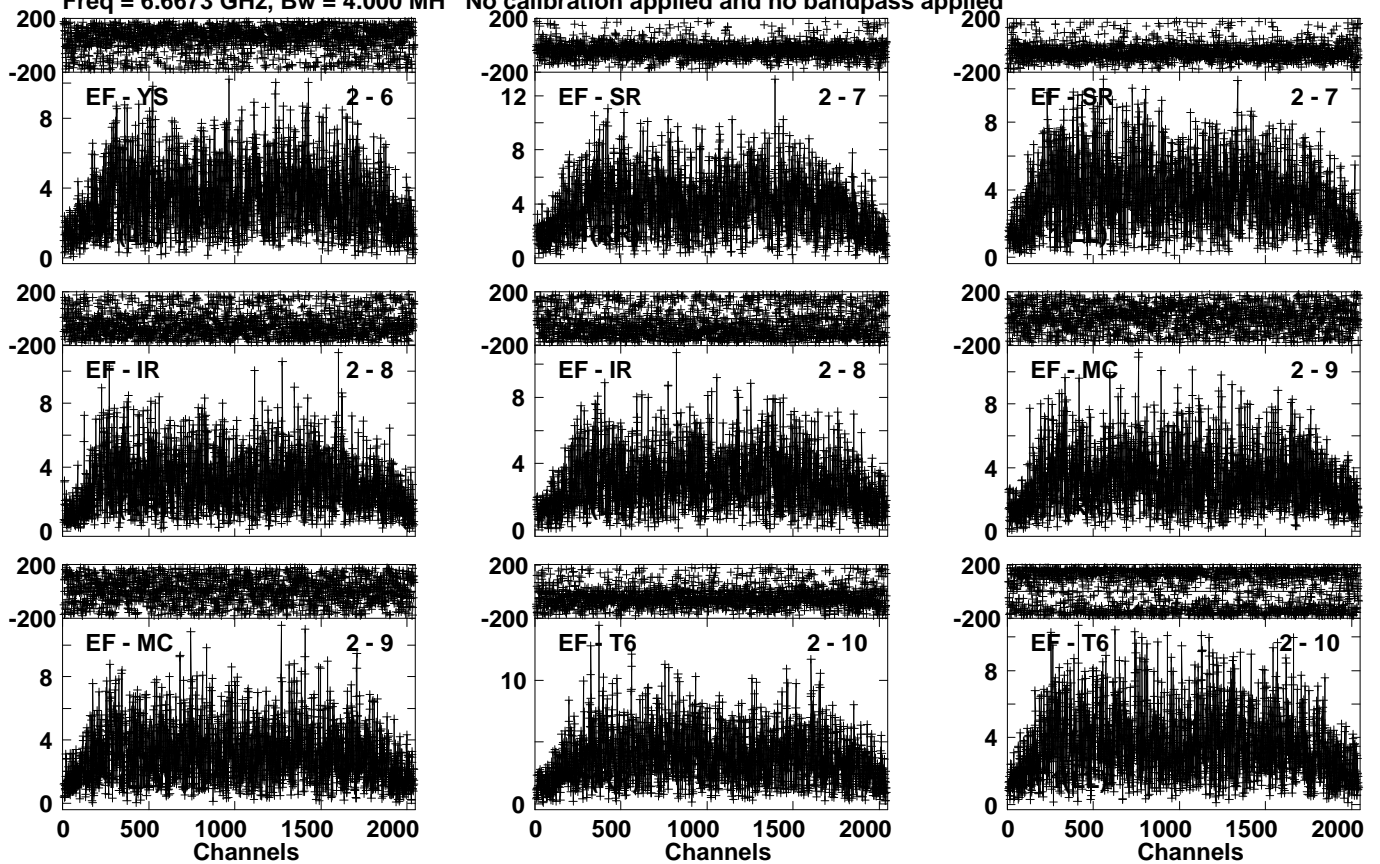 Freq = 6.6673 GHz, Bw = 4.000 MH No calibration applied and no bandpass applied
200 200 200
-200 -200 -200
EF - YS 2 - 6 EF - SR 2 - 7 EF - SR 2 - 7
12
8 8 8
4 4 4
0 0 0
200 200 200
-200 -200 -200
EF - IR 2 - 8 EF - IR 2 - 8 EF - MC 2 - 9
8 8 8
4 4 4
0 0 0
200 200 200
-200 -200 -200
EF - MC 2 - 9 EF - T6 2 - 10 EF - T6 2 - 10
8 10 8
4 4
0 0 0
0 500 1000 1500 2000 0 500 1000 1500 2000 0 500 1000 1500 2000
Channels Channels Channels